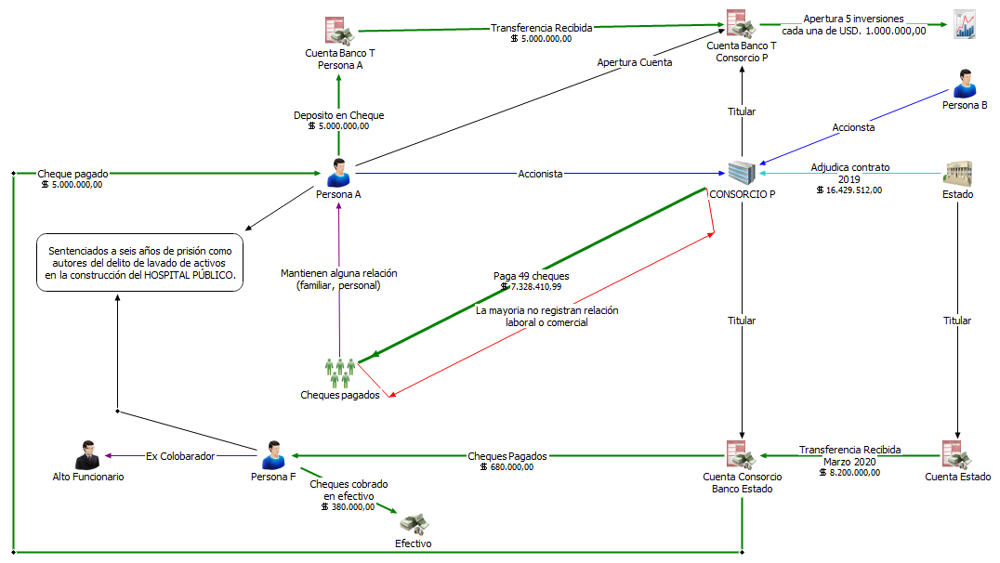 Transferencia Recibida
$ 5.000.000,00
Apertura 5 inversiones
cada una de USD. 1.000.000,00
Cuenta Banco T
Persona A
Cuenta Banco T
Consorcio P
Apertura Cuenta
Persona B
Deposito en Cheque
$ 5.000.000,00
Titular
Accionsta
Cheque pagado
$ 5.000.000,00
Persona A
Accionista
CONSORCIO P
Adjudica contrato
2019
$ 16.429.512,00
Estado
Sentenciados a seis años de prisión como
autores del delito de lavado de activos
en la construcción del HOSPITAL PÚBLICO.
Mantienen alguna relación
(familiar, personal)
Paga 49 cheques
$ 7.328.410,99
La mayoria no registran relación
laboral o comercial
Titular
Titular
Cheques pagados
Alto Funcionario
Ex Colobarador
Persona F
Cheques Pagados
$ 680.000,00
Cuenta Consorcio
Banco Estado
Transferencia Recibida
Marzo 2020
$ 8.200.000,00
Cuenta Estado
Cheques cobrado
en efectivo
$ 380.000,00
Efectivo